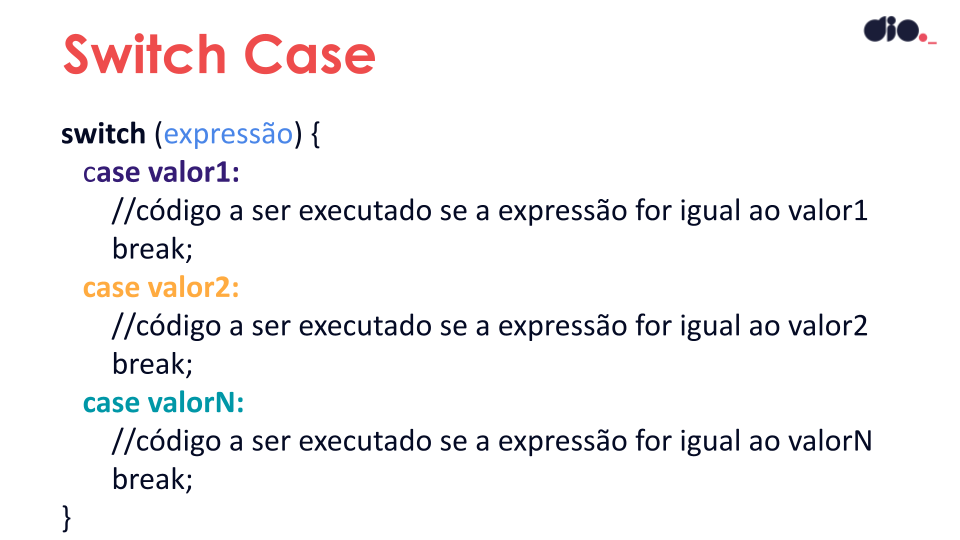 dio._
Switch Case
switch (expressão) {
case valor1:
//código a ser executado se a expressão for igual ao valor1
break;
case valor2:
//código a ser executado se a expressão for igual ao valor2
break;
case valorN:
//código a ser executado se a expressão for igual ao valorN
break;
}